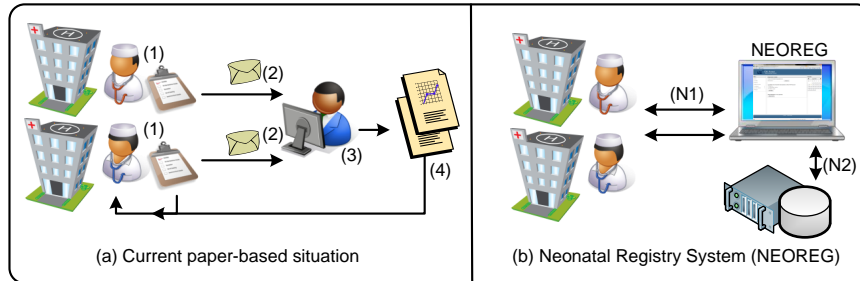 (1)
(2)
(1)
(2)
(3)
(4)
(a) Current paper-based situation
NEOREG
(N1)
(N2)
(b) Neonatal Registry System (NEOREG)
H
H
H
H